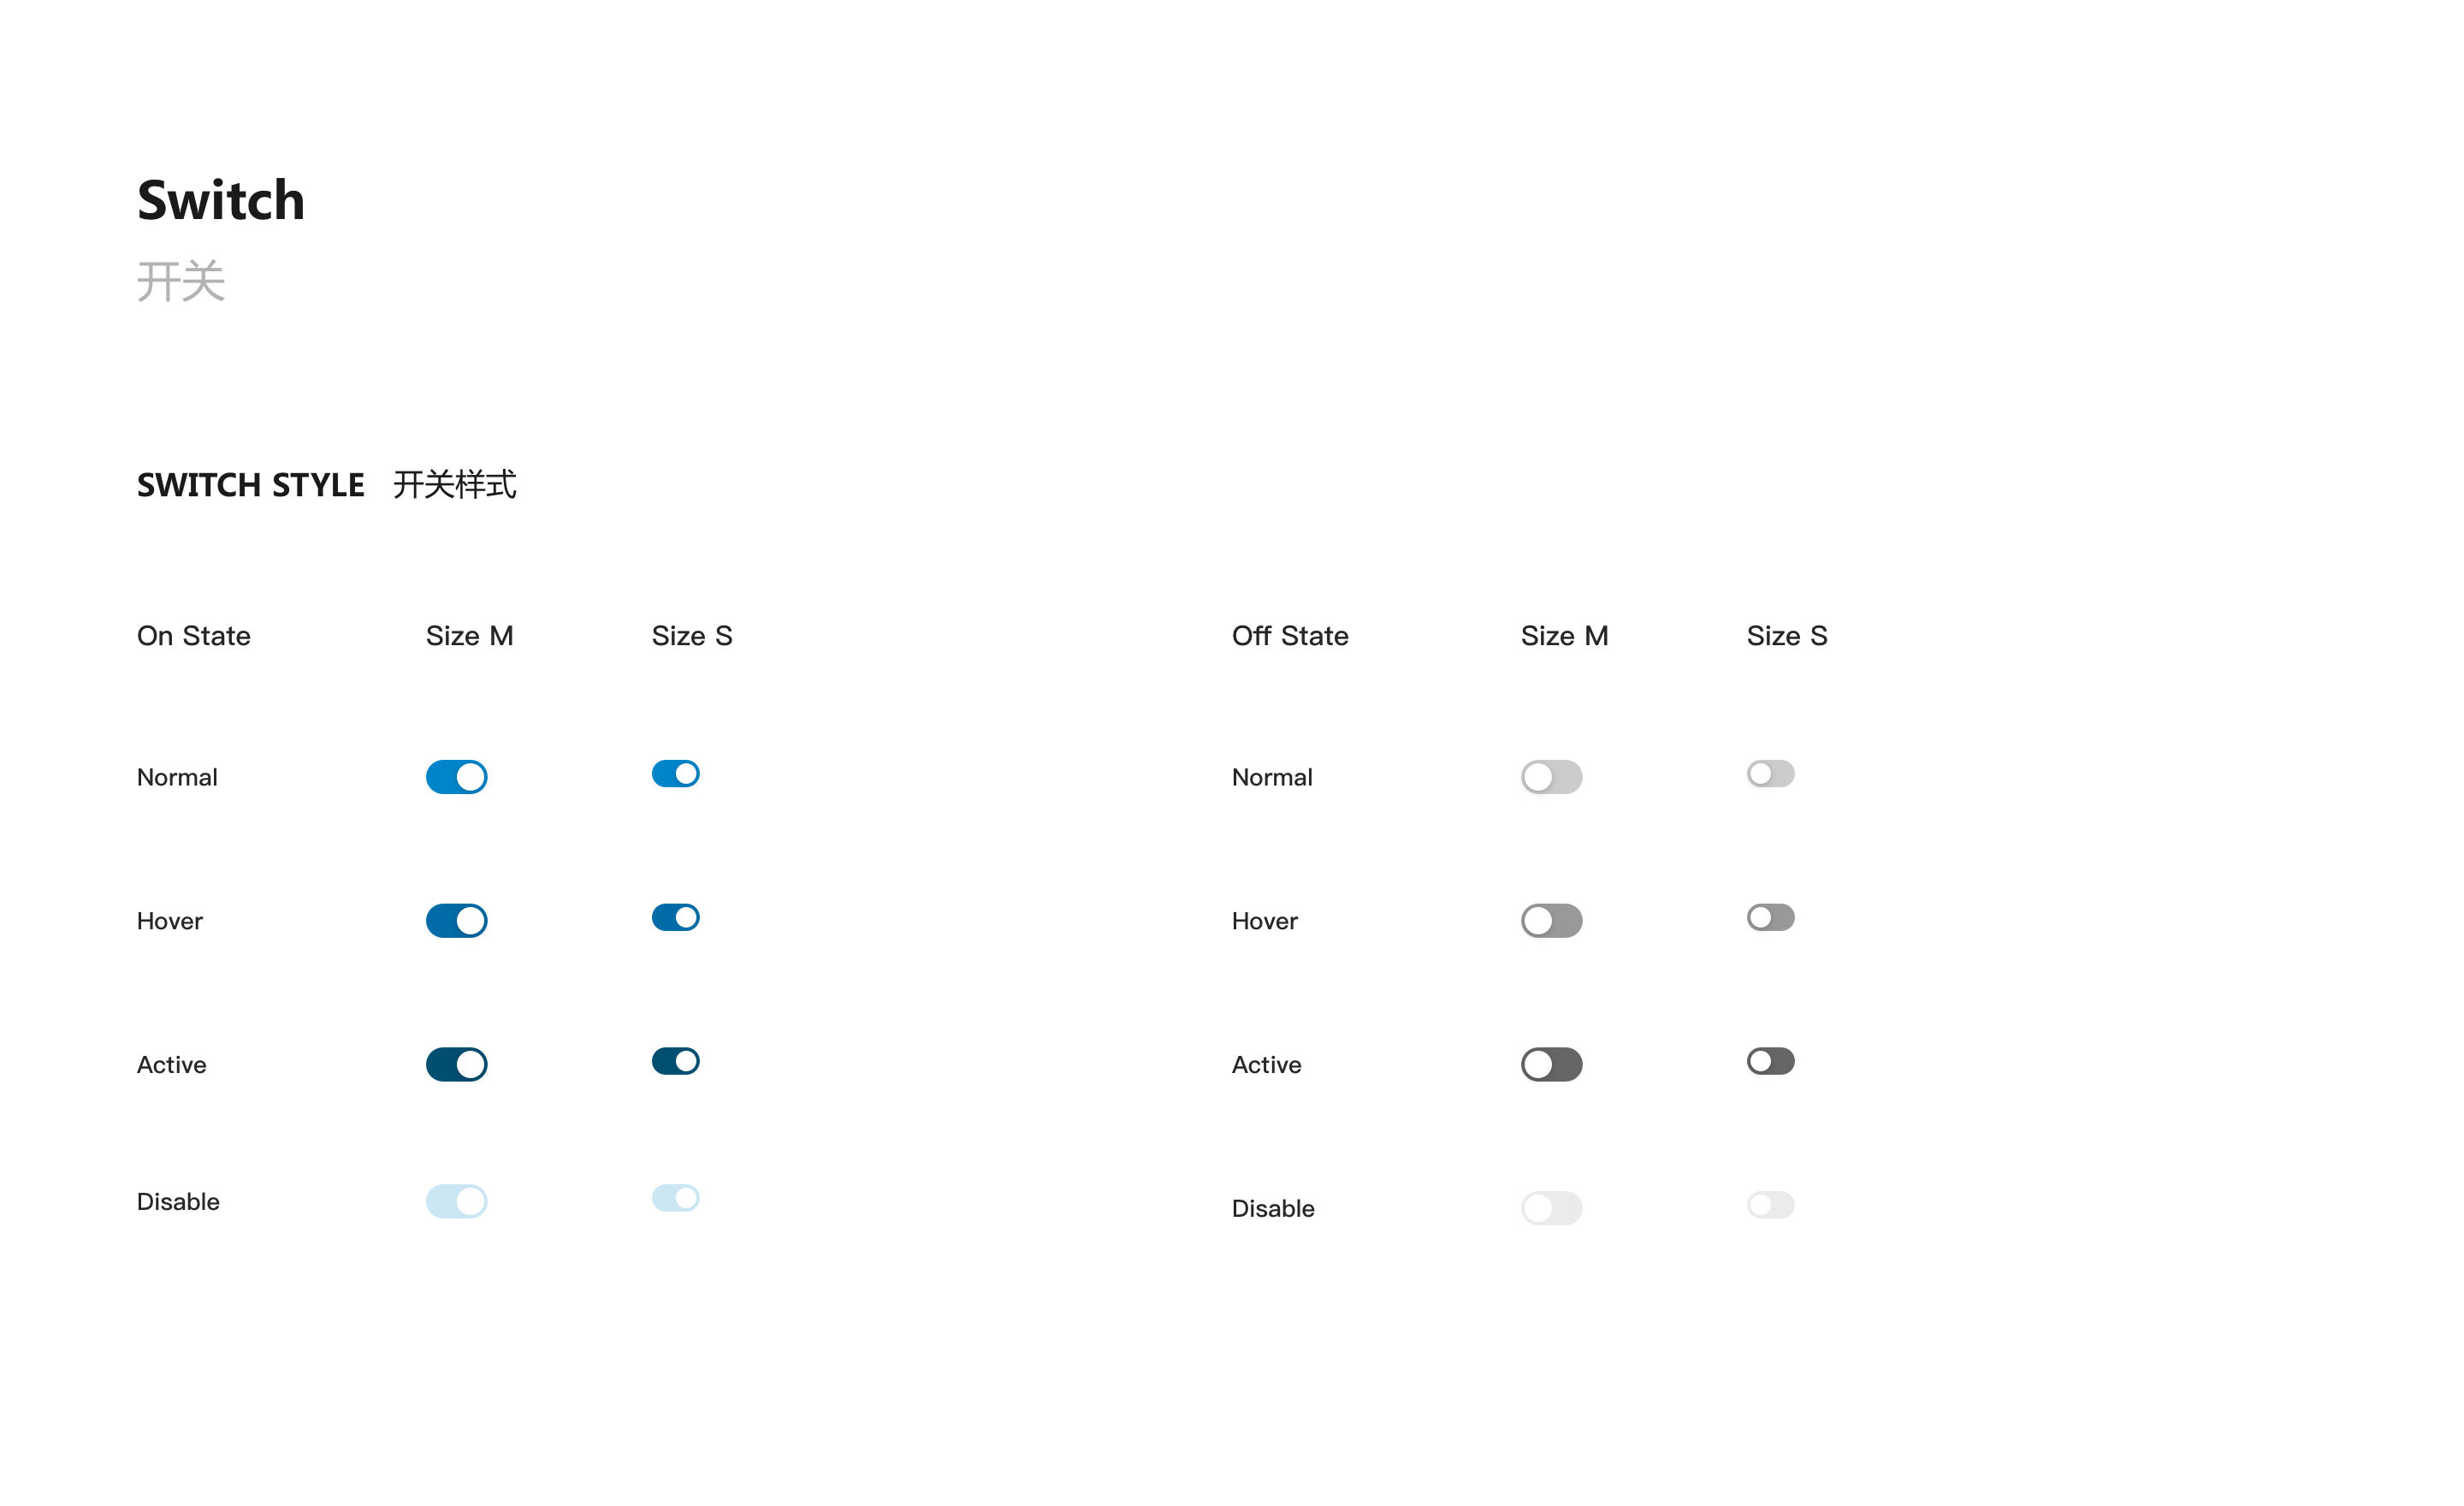 Switch
开关
SWITCH STYLE 开关样式
On State Size M Size S Off State Size M Size S
Normal Normal
Hover Hover
Active Active
Disable Disable